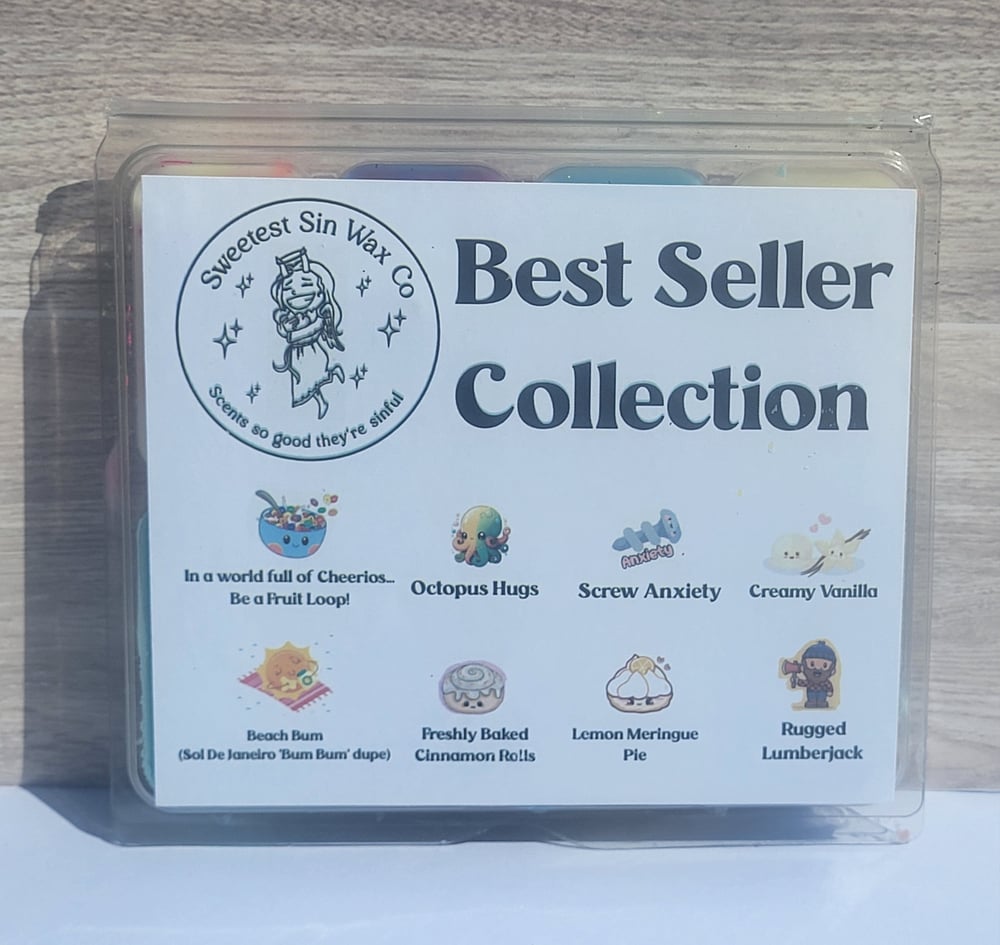 Sweetest Sin Wax Co
Scents so good they're sinful
Best Seller
Collection
In a world full of Cheerios...
Be a Fruit Loop!
Octopus Hugs
Anxiety
Screw Anxiety
Creamy Vanilla
Beach Bum
(Sol De Janeiro 'Bum Bum' dupe)
Freshly Baked
Cinnamon Rolls
Lemon Meringue
Pie
Rugged
Lumberjack